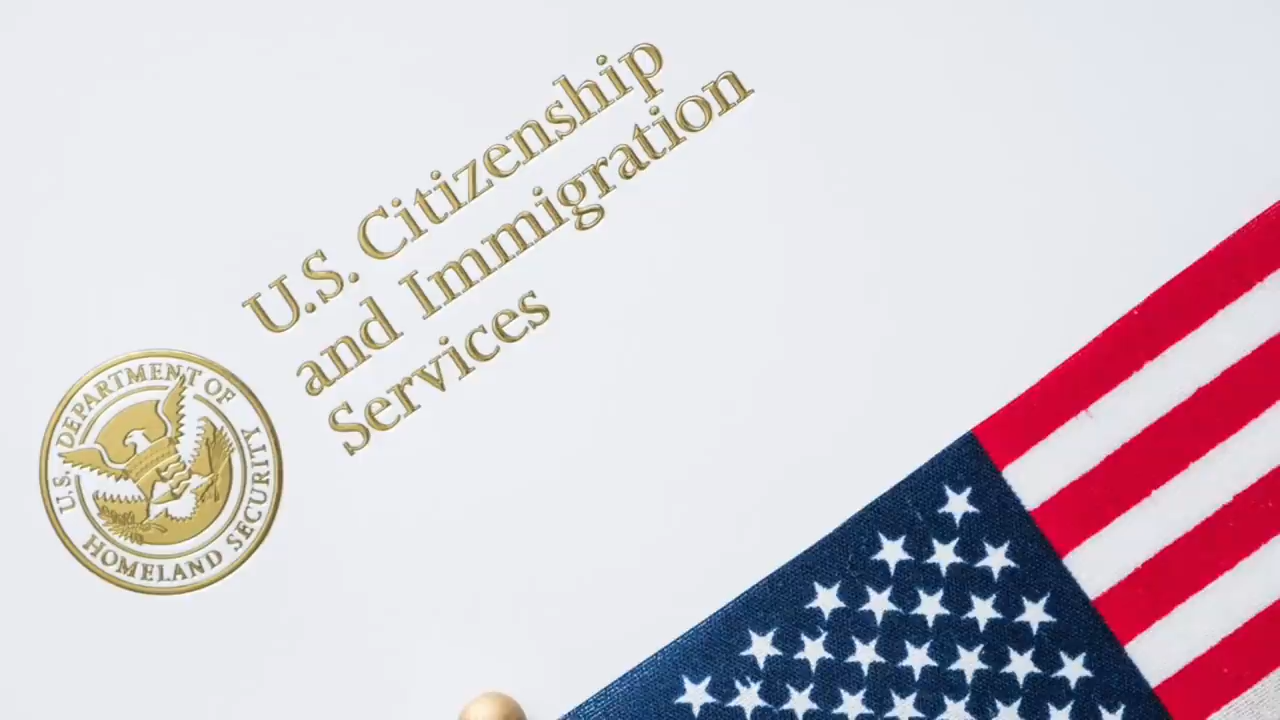 U.S. Citizenship
and Immigration
Services
U.S. DEPARTMENT OF
HOMELAND SECURITY